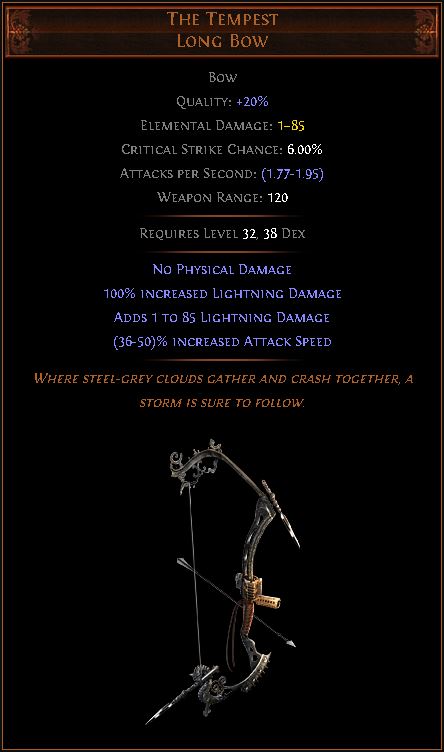 The Tempest
Long Bow
Bow
Quality: +20%
Elemental Damage: 1–85
Critical Strike Chance: 6.00%
Attacks per Second: (1.77-1.95)
Weapon Range: 120
Requires Level 32, 38 Dex
No Physical Damage
100% increased Lightning Damage
Adds 1 to 85 Lightning Damage
(36-50)% increased Attack Speed
Where steel-grey clouds gather and crash together, a
storm is sure to follow.